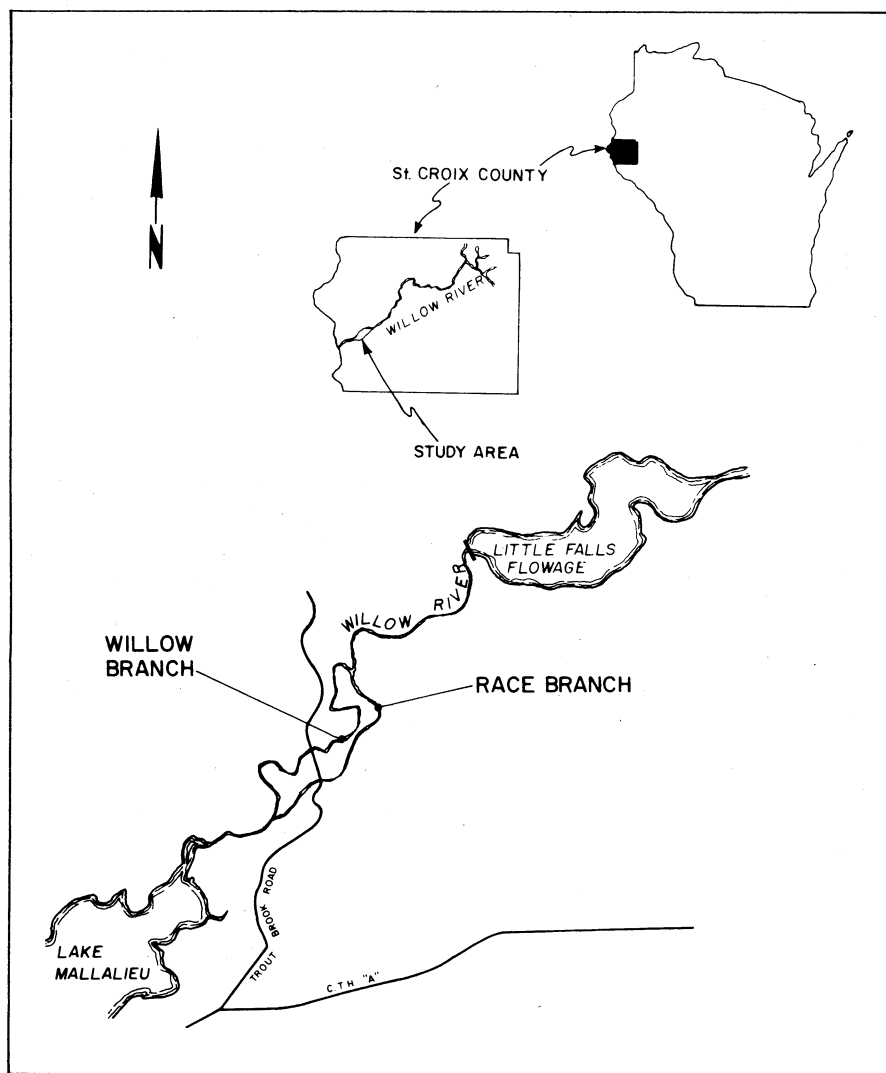 St. CROIX COUNTY
N
WILLOW RIVER
STUDY AREA
LITTLE FALLS
FLOWAGE
WILLOW RIVER
WILLOW
BRANCH
RACE BRANCH
TROUT BROOK ROAD
LAKE
MALLALIEU
C.T.H "A"